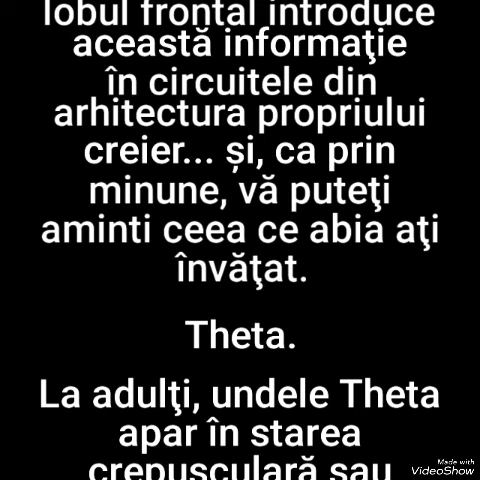 lobul frontal introduce
această informaţie
în circuitele din
arhitectura propriului
creier... și, ca prin
minune, vă puteţi
aminti ceea ce abia aţi
învăţat.
Theta.
La adulţi, undele Theta
apar în starea
crepusculară sau
Made with
VideoShow